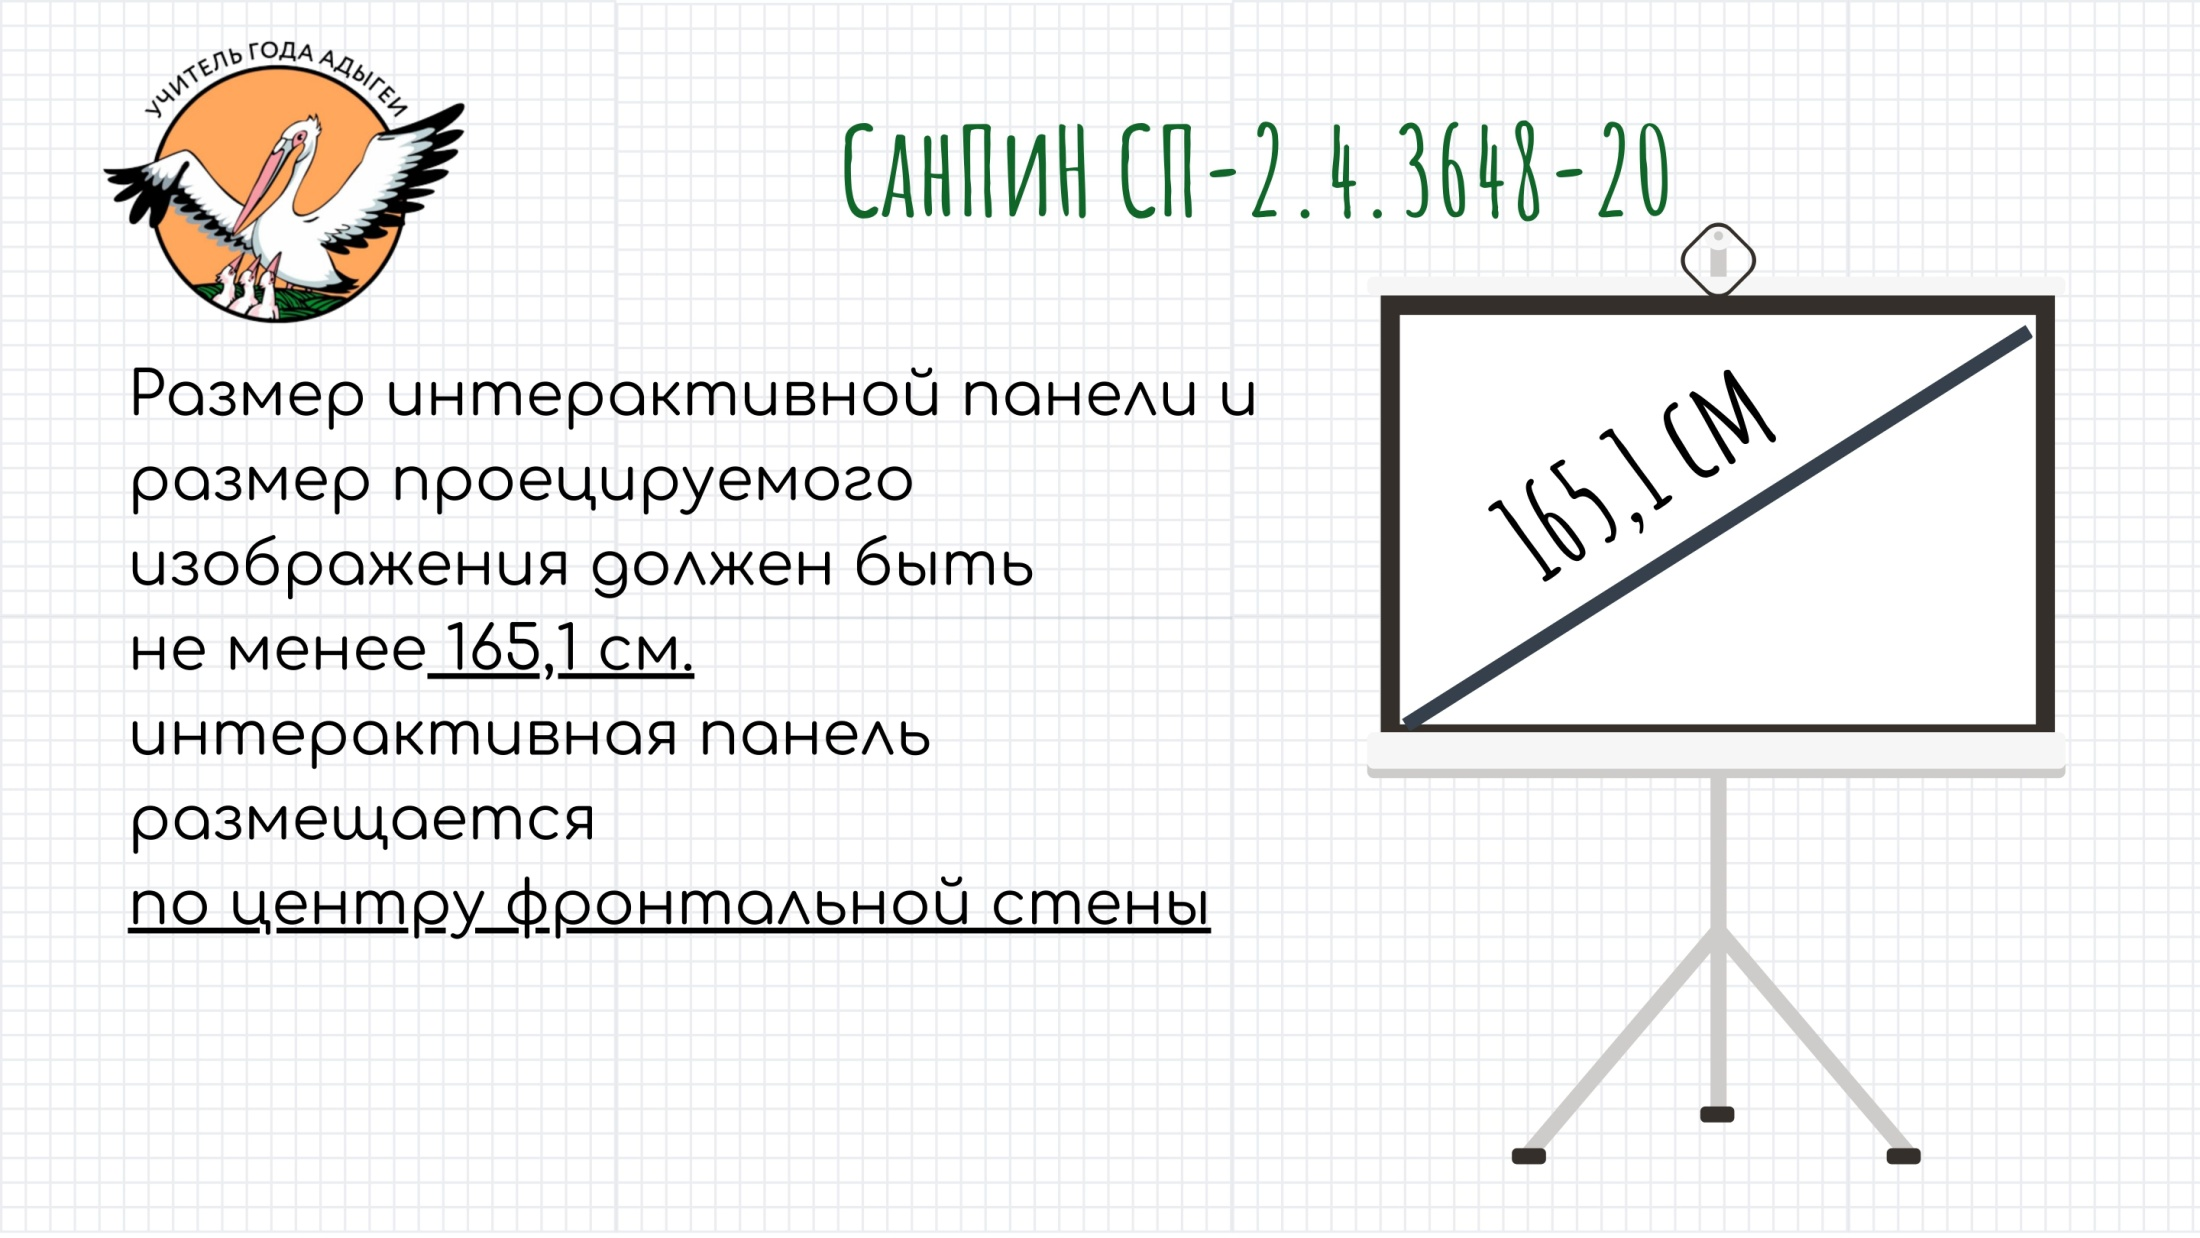 УЧИТЕЛЬ ГОДА АДЫГЕИ
САНПИН СП-2.4.3648-20
Размер интерактивной панели и
размер проецируемого
изображения должен быть
не менее 165,1 см.
интерактивная панель
размещается
по центру фронтальной стены
165,1 СМ